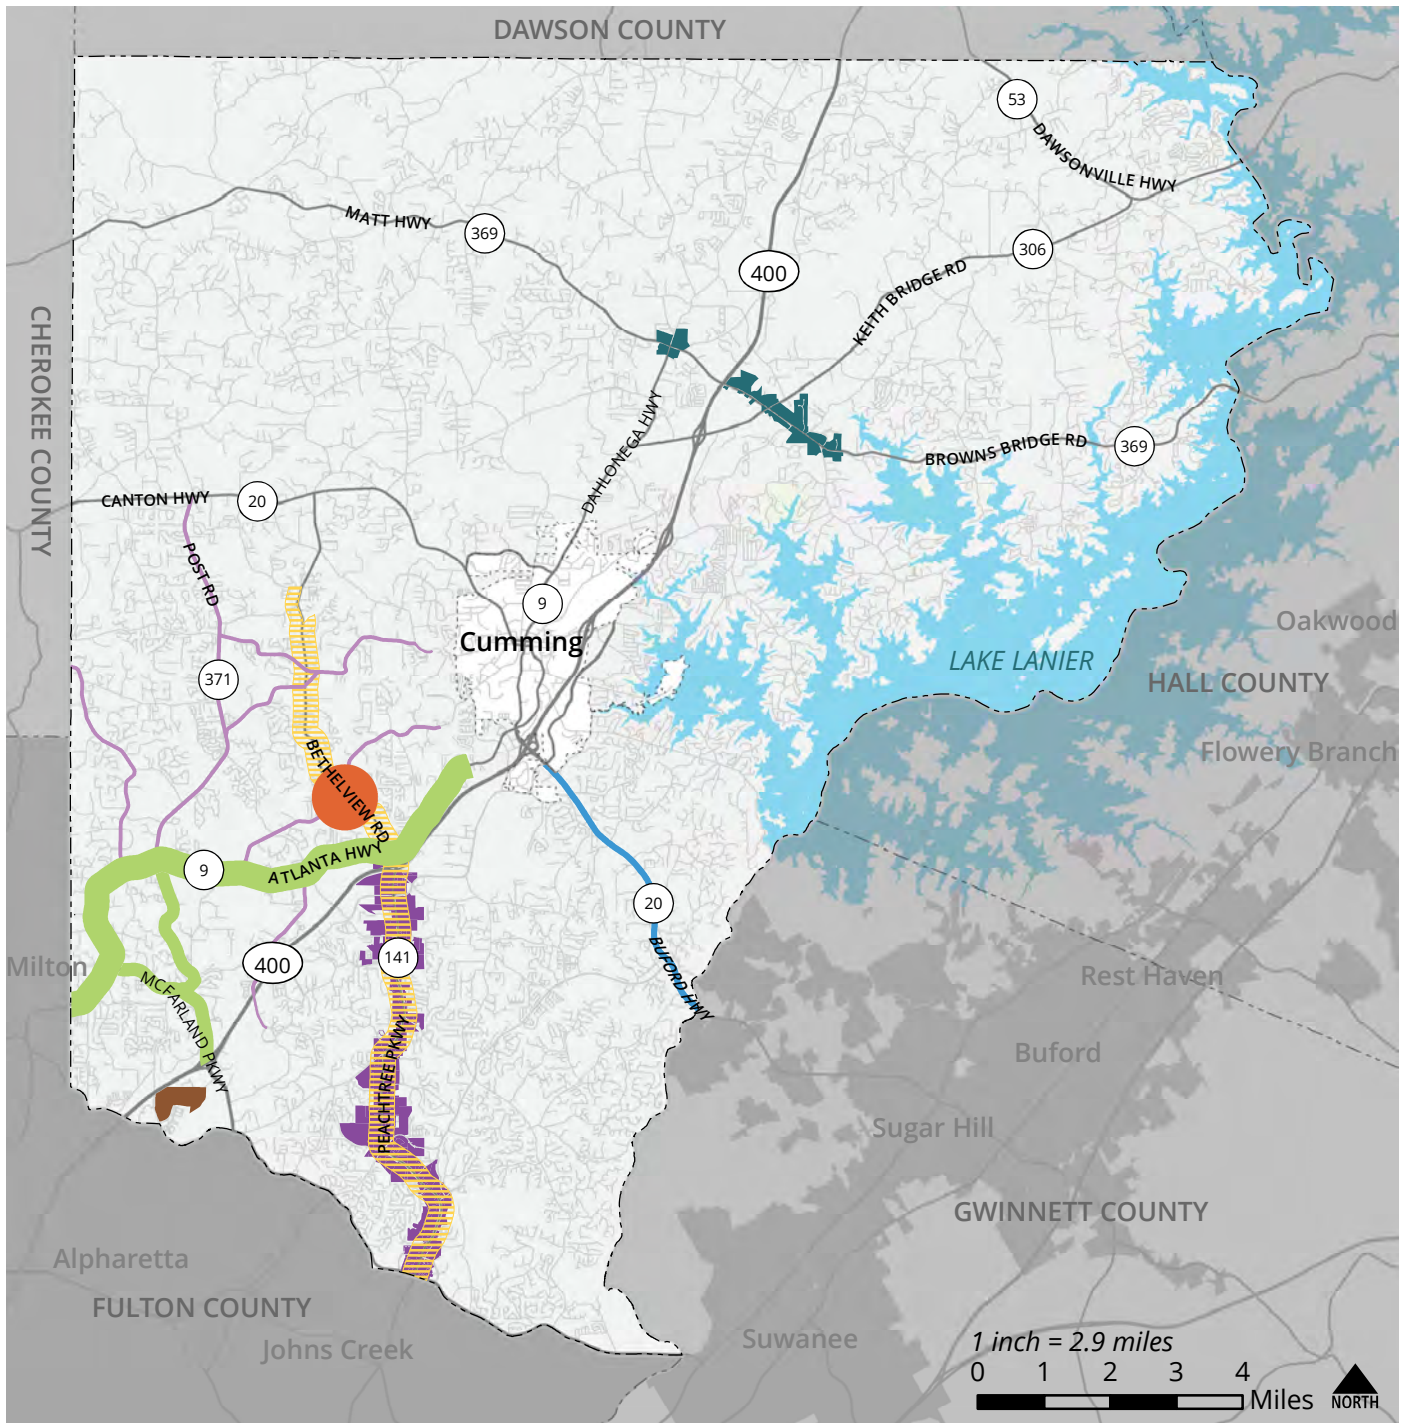 DAWSON COUNTY
53
DAWSONVILLE HWY
MATT HWY
369
306
400
KEITH BRIDGE RD
CHEROKEE COUNTY
DAHLONEGA HWY
BROWNS BRIDGE RD
369
CANTON HWY
20
POST RD
9
Cumming
Oakwood
LAKE LANIER
HALL COUNTY
371
Flowery Branch
BETHELVIEW RD
9
ATLANTA HWY
20
BUFORD HWY
141
400
Milton
MCFARLAND PKWY
Rest Haven
PEACHTREE PKWY
Buford
Sugar Hill
GWINNETT COUNTY
Alpharetta
FULTON COUNTY
Johns Creek
Suwanee
1 inch = 2.9 miles
0 1 2 3 4
Miles
NORTH